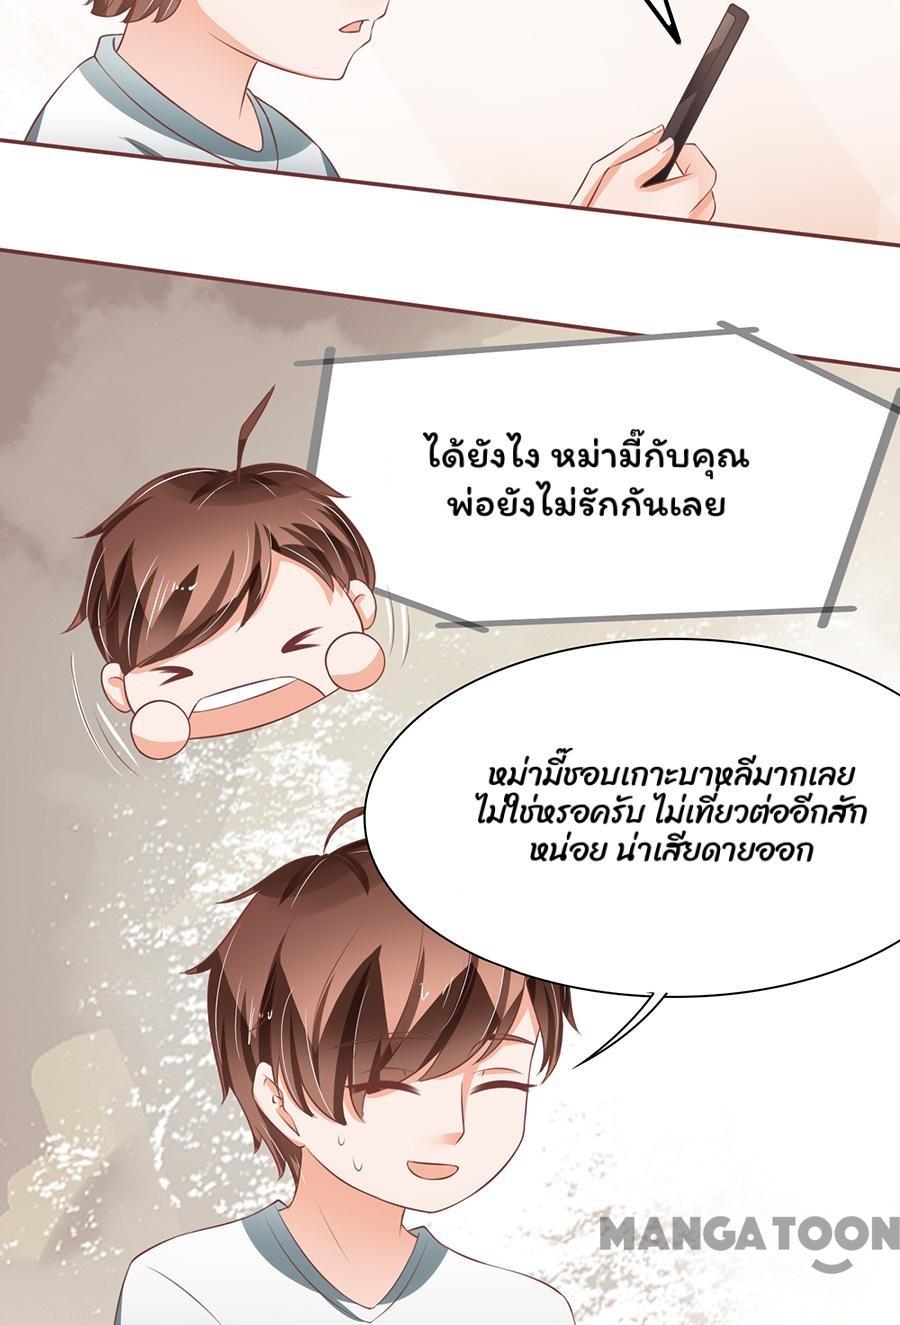 ได้ยังไง หม่ามี๊กับคุณ
พ่อยังไม่รักกันเลย
หม่ามี๊ชอบเกาะบาหลีมากเลย
ไม่ใช่หรอครับ ไม่เที่ยวต่ออีกสัก
หน่อย น่าเสียดายออก
MANGATOON